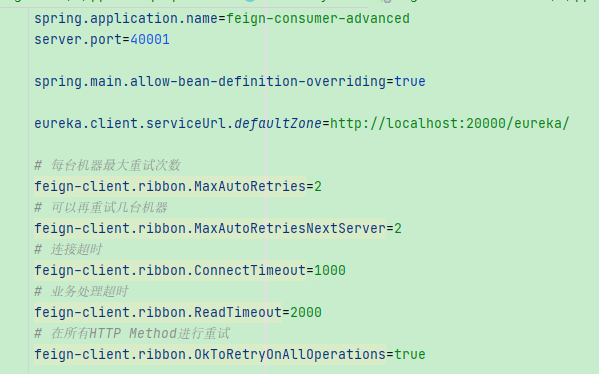 spring.application.name=feign-consumer-advanced
server.port=40001
spring.main.allow-bean-definition-overriding=true
eureka.client.serviceUrl.defaultZone=http://localhost:20000/eureka/
# 每台机器最大重试次数
feign-client.ribbon.MaxAutoRetries=2
# 可以再重试几台机器
feign-client.ribbon.MaxAutoRetriesNextServer=2
# 连接超时
feign-client.ribbon.ConnectTimeout=1000
# 业务处理超时
feign-client.ribbon.ReadTimeout=2000
# 在所有HTTP Method进行重试
feign-client.ribbon.OkToRetryOnAllOperations=true